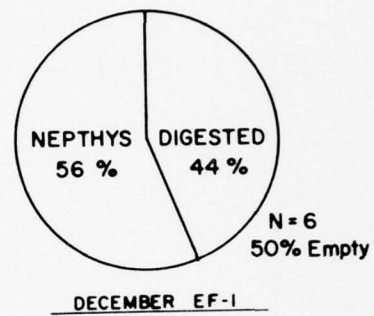 NEPTHYS DIGESTED
56 % 44 %
N = 6
50% Empty
DECEMBER EF-1